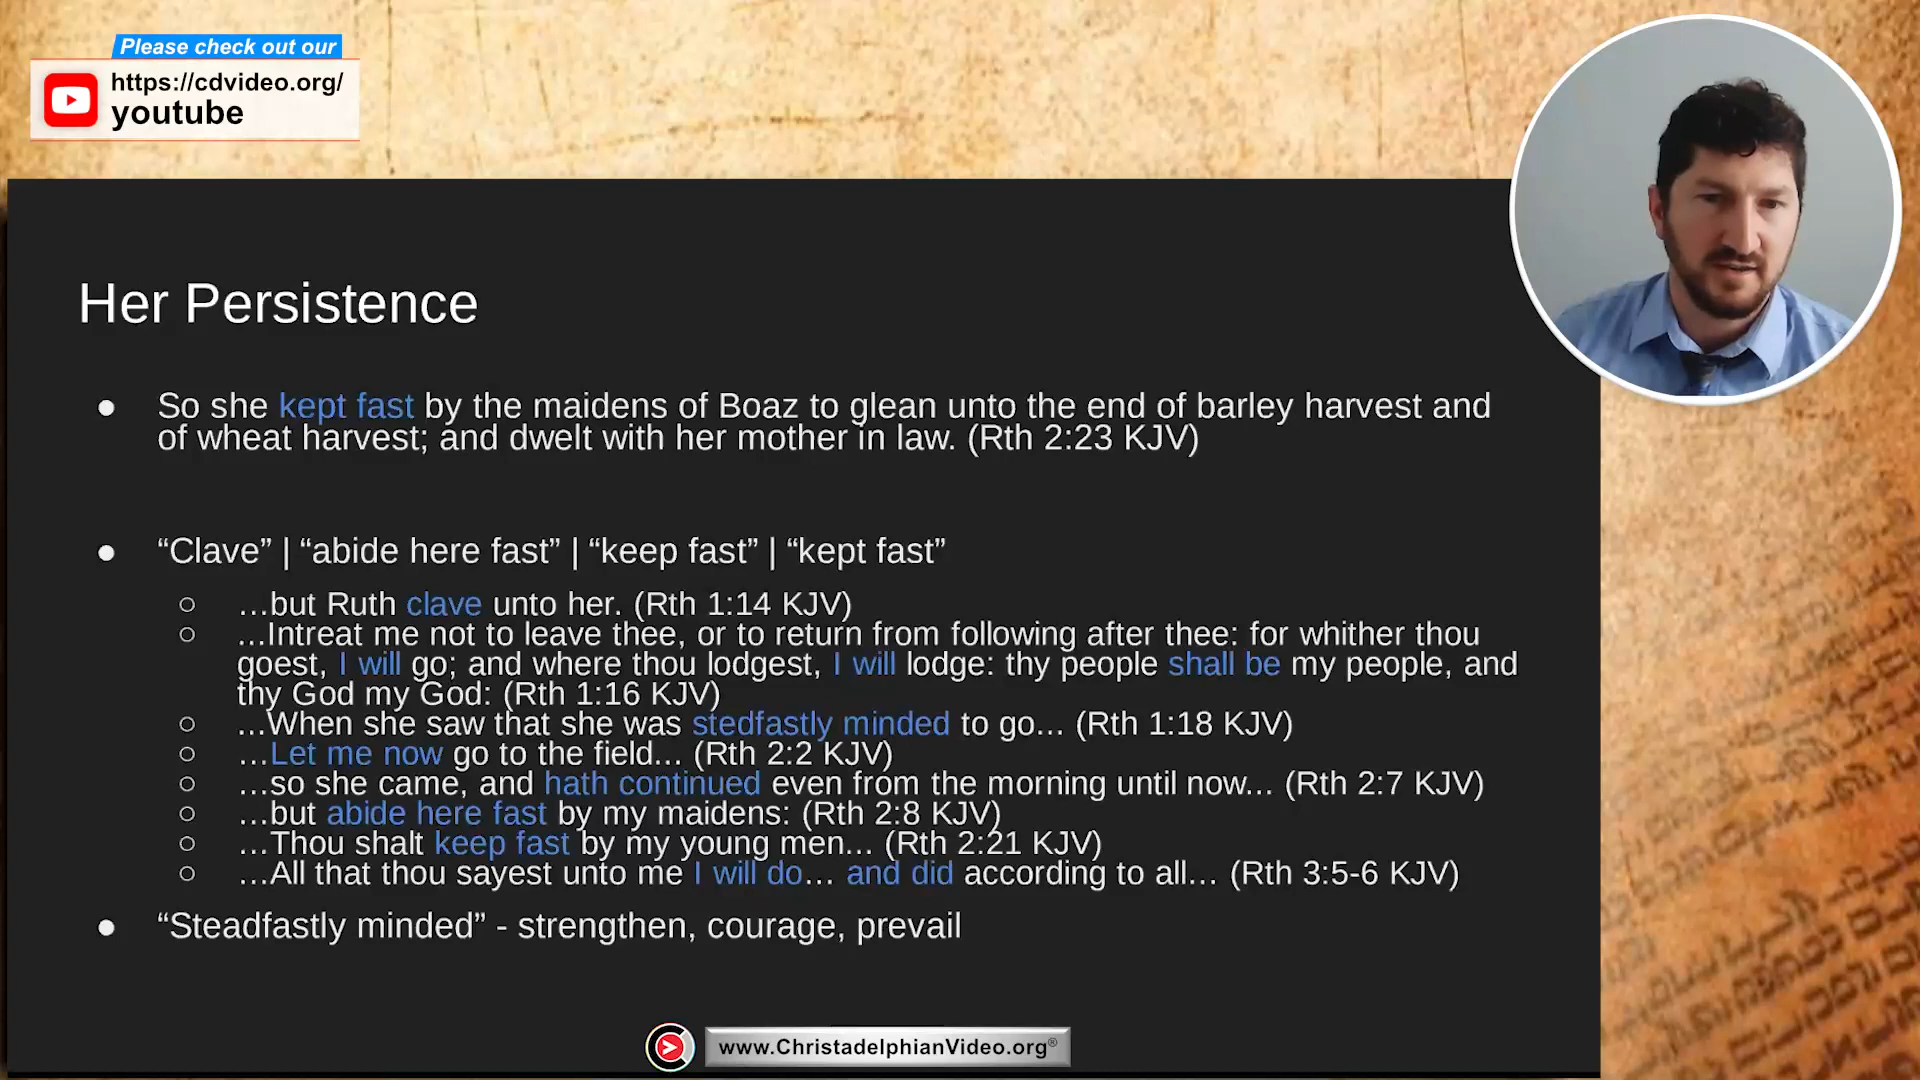 Please check out our
https://cdvideo.org/
youtube
Her Persistence
● So she kept fast by the maidens of Boaz to glean unto the end of barley harvest and
of wheat harvest; and dwelt with her mother in law. (Rth 2:23 KJV)
● “Clave” | “abide here fast” | “keep fast” | “kept fast”
○ …but Ruth clave unto her. (Rth 1:14 KJV)
○ …Intreat me not to leave thee, or to return from following after thee: for whither thou
goest, I will go; and where thou lodgest, I will lodge: thy people shall be my people, and
thy God my God: (Rth 1:16 KJV)
○ …When she saw that she was stedfastly minded to go... (Rth 1:18 KJV)
○ …Let me now go to the field... (Rth 2:2 KJV)
○ …so she came, and hath continued even from the morning until now... (Rth 2:7 KJV)
○ …but abide here fast by my maidens: (Rth 2:8 KJV)
○ …Thou shalt keep fast by my young men... (Rth 2:21 KJV)
○ …All that thou sayest unto me I will do… and did according to all… (Rth 3:5-6 KJV)
● “Steadfastly minded” - strengthen, courage, prevail
www.ChristadelphianVideo.org®